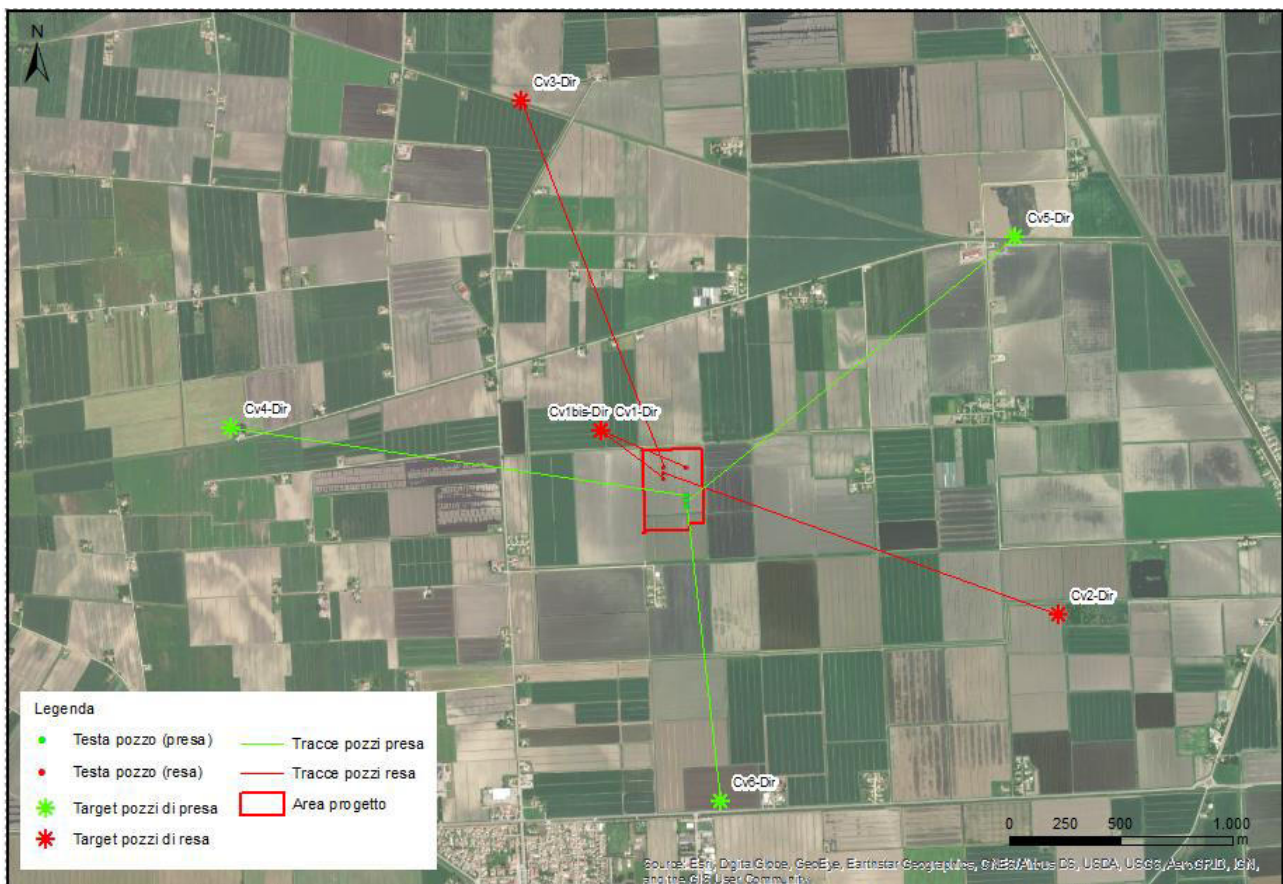 N
Cv3-Dir
Cv5-Dir
Cv4-Dir
Cv1bis-Dir Cv1-Dir
Cv2-Dir
Cv6-Dir
Legenda
Testa pozzo (presa)
Tracce pozzi presa
Testa pozzo (resa)
Tracce pozzi resa
Target pozzi di presa
Area progetto
Target pozzi di resa
0 250 500 1.000
m
Source: Esri, DigitalGlobe, GeoEye, Earthstar Geographics, CNES/Airbus DS, USDA, USGS, AeroGRID, IGN,
and the GIS User Community